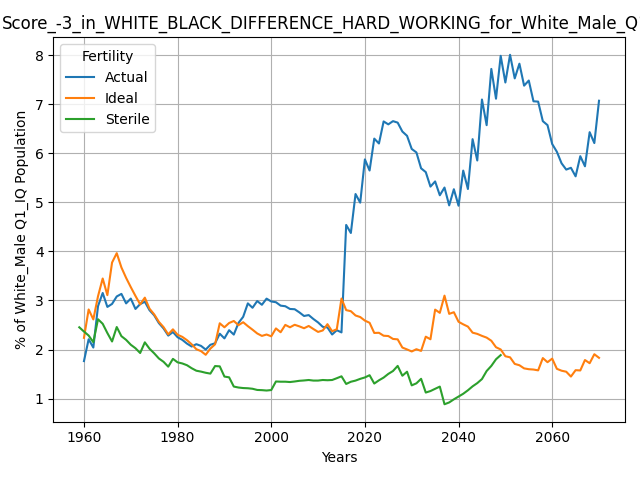 Score_-3_in_WHITE_BLACK_DIFFERENCE_HARD_WORKING_for_White_Male_Q
Fertility
Actual
Ideal
Sterile
% of White_Male Q1_IQ Population
8
7
6
5
4
3
2
1
1960 1980 2000 2020 2040 2060
Years